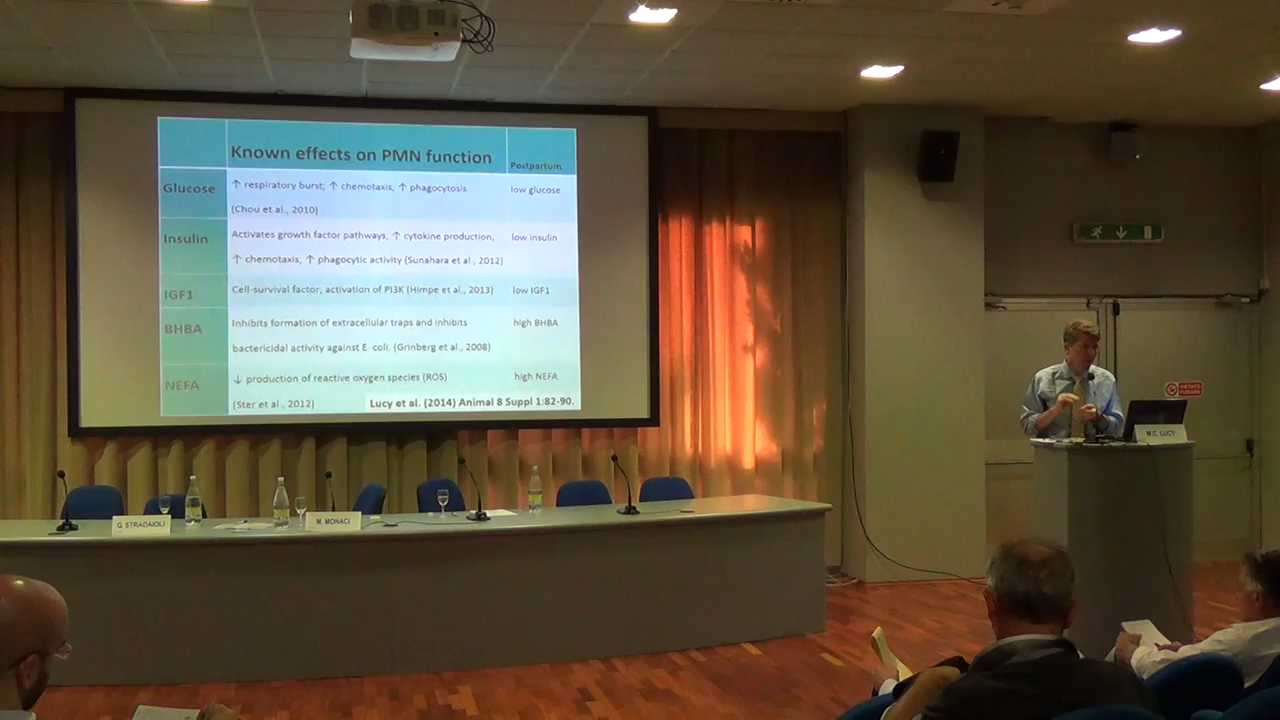 Known effects on PMN function
Postpartum
Glucose
↑ respiratory burst; ↑ chemotaxis, ↑ phagocytosis
(Chou et al., 2010)
low glucose
Insulin
Activates growth factor pathways, ↑ cytokine production;
↑ chemotaxis; ↑ phagocytic activity (Sunahara et al., 2012)
low insulin
IGF1
Cell-survival factor; activation of PI3K (Himpe et al., 2013)
low IGF1
BHBA
Inhibits formation of extracellular traps and inhibits
bactericidal activity against E. coli. (Grinberg et al., 2008)
high BHBA
NEFA
↓ production of reactive oxygen species (ROS)
(Ster et al., 2012)
high NEFA
Lucy et al. (2014) Animal 8 Suppl 1:82-90.
G. STRADAIOLI
M. MONACI
M.C. LUCY
VIETATO
FUMARE